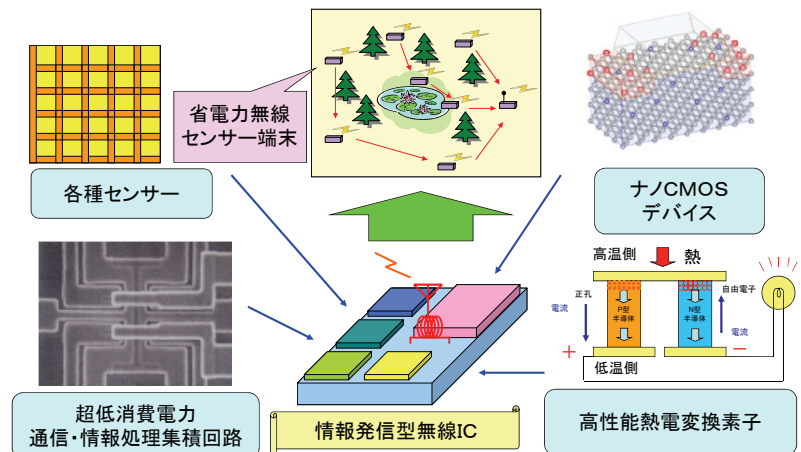 省電力無線
センサー端末
各種センサー
ナノCMOS
デバイス
高温側
熱
正孔
自由電子
電流
P型
半導体
N型
半導体
電流
+
−
低温側
超低消費電力
通信・情報処理集積回路
情報発信型無線IC
高性能熱電変換素子